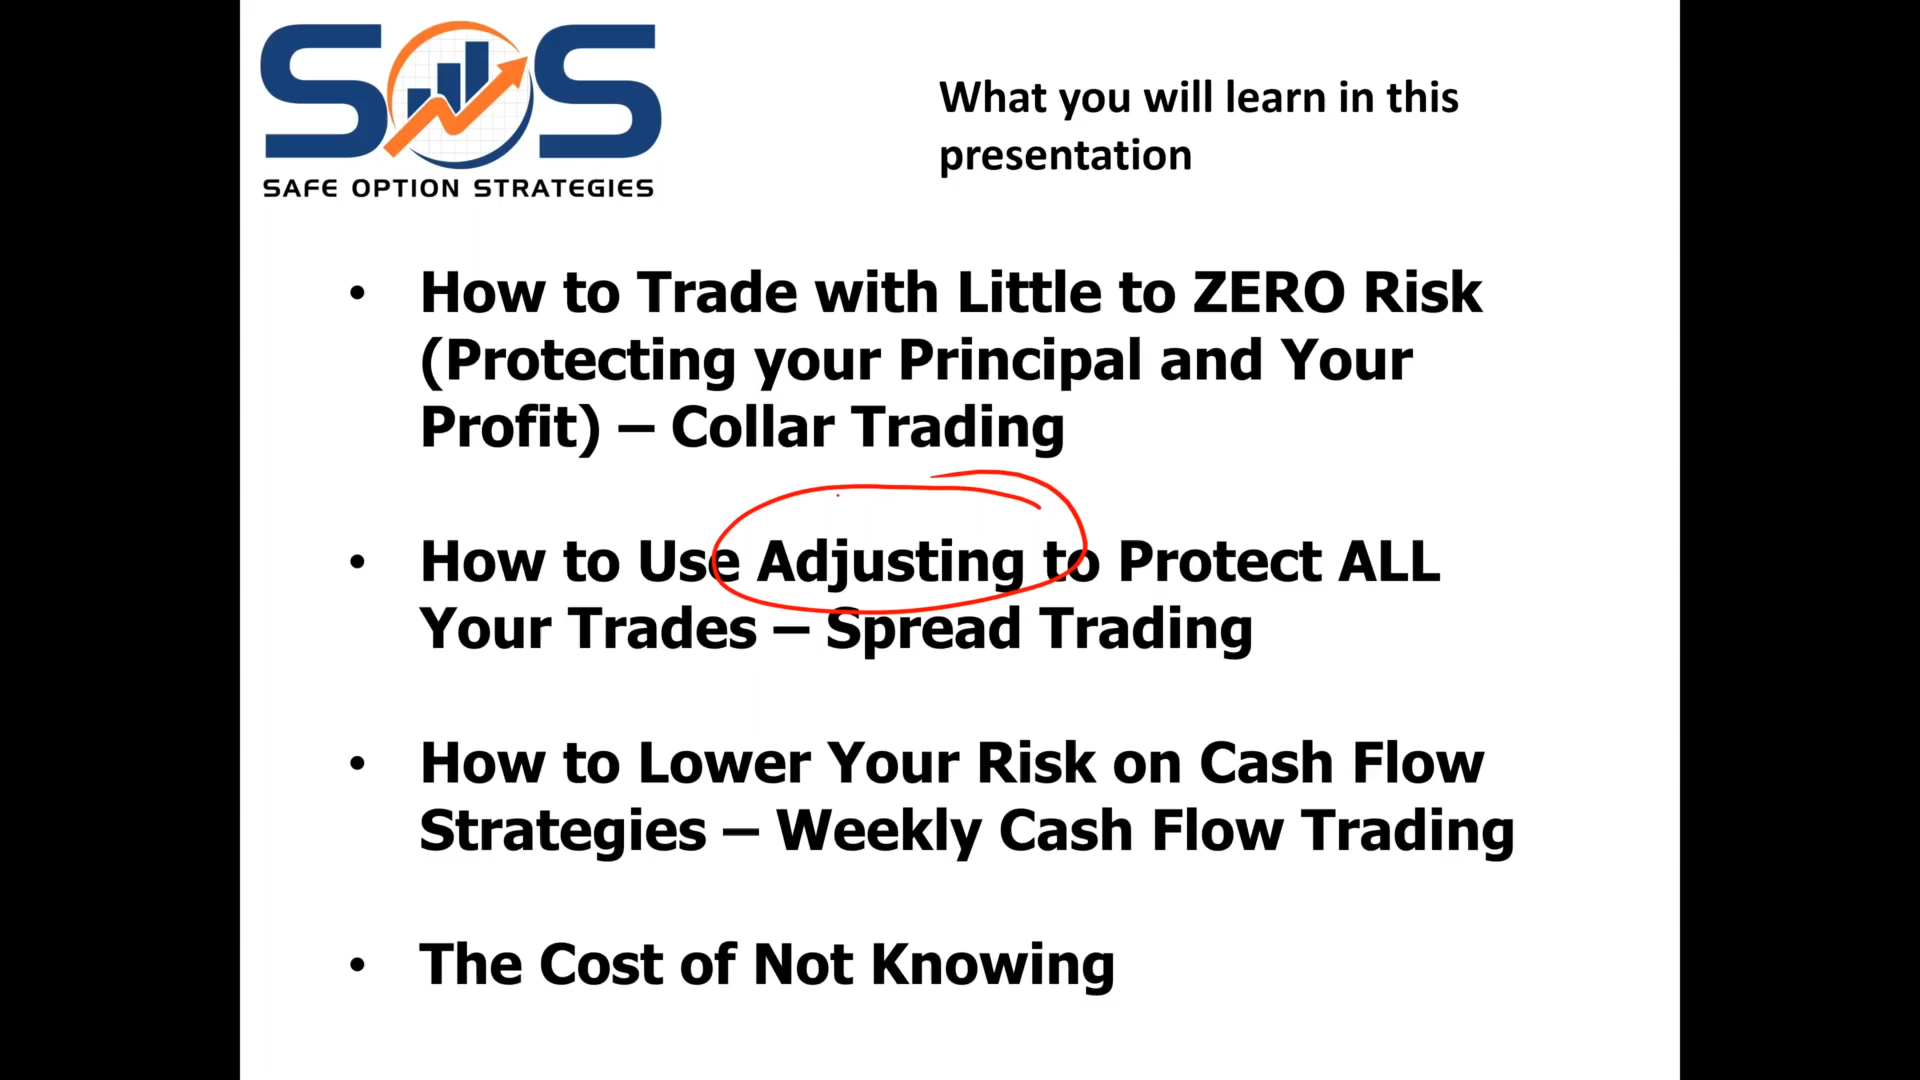 SOS
SAFE OPTION STRATEGIES
What you will learn in this
presentation
• How to Trade with Little to ZERO Risk
(Protecting your Principal and Your
Profit) – Collar Trading
• How to Use Adjusting to Protect ALL
Your Trades – Spread Trading
• How to Lower Your Risk on Cash Flow
Strategies – Weekly Cash Flow Trading
• The Cost of Not Knowing